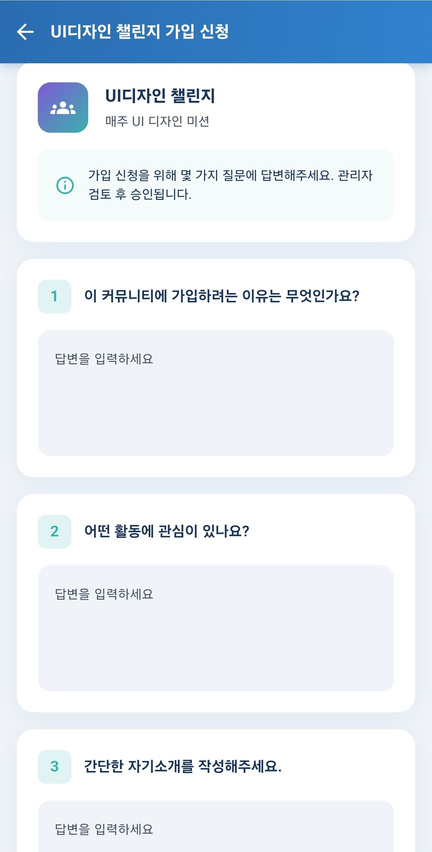 UI디자인 챌린지 가입 신청
UI디자인 챌린지
매주 UI 디자인 미션
가입 신청을 위해 몇 가지 질문에 답변해주세요. 관리자
검토 후 승인됩니다.
1
이 커뮤니티에 가입하려는 이유는 무엇인가요?
답변을 입력하세요
2
어떤 활동에 관심이 있나요?
답변을 입력하세요
3
간단한 자기소개를 작성해주세요.
답변을 입력하세요